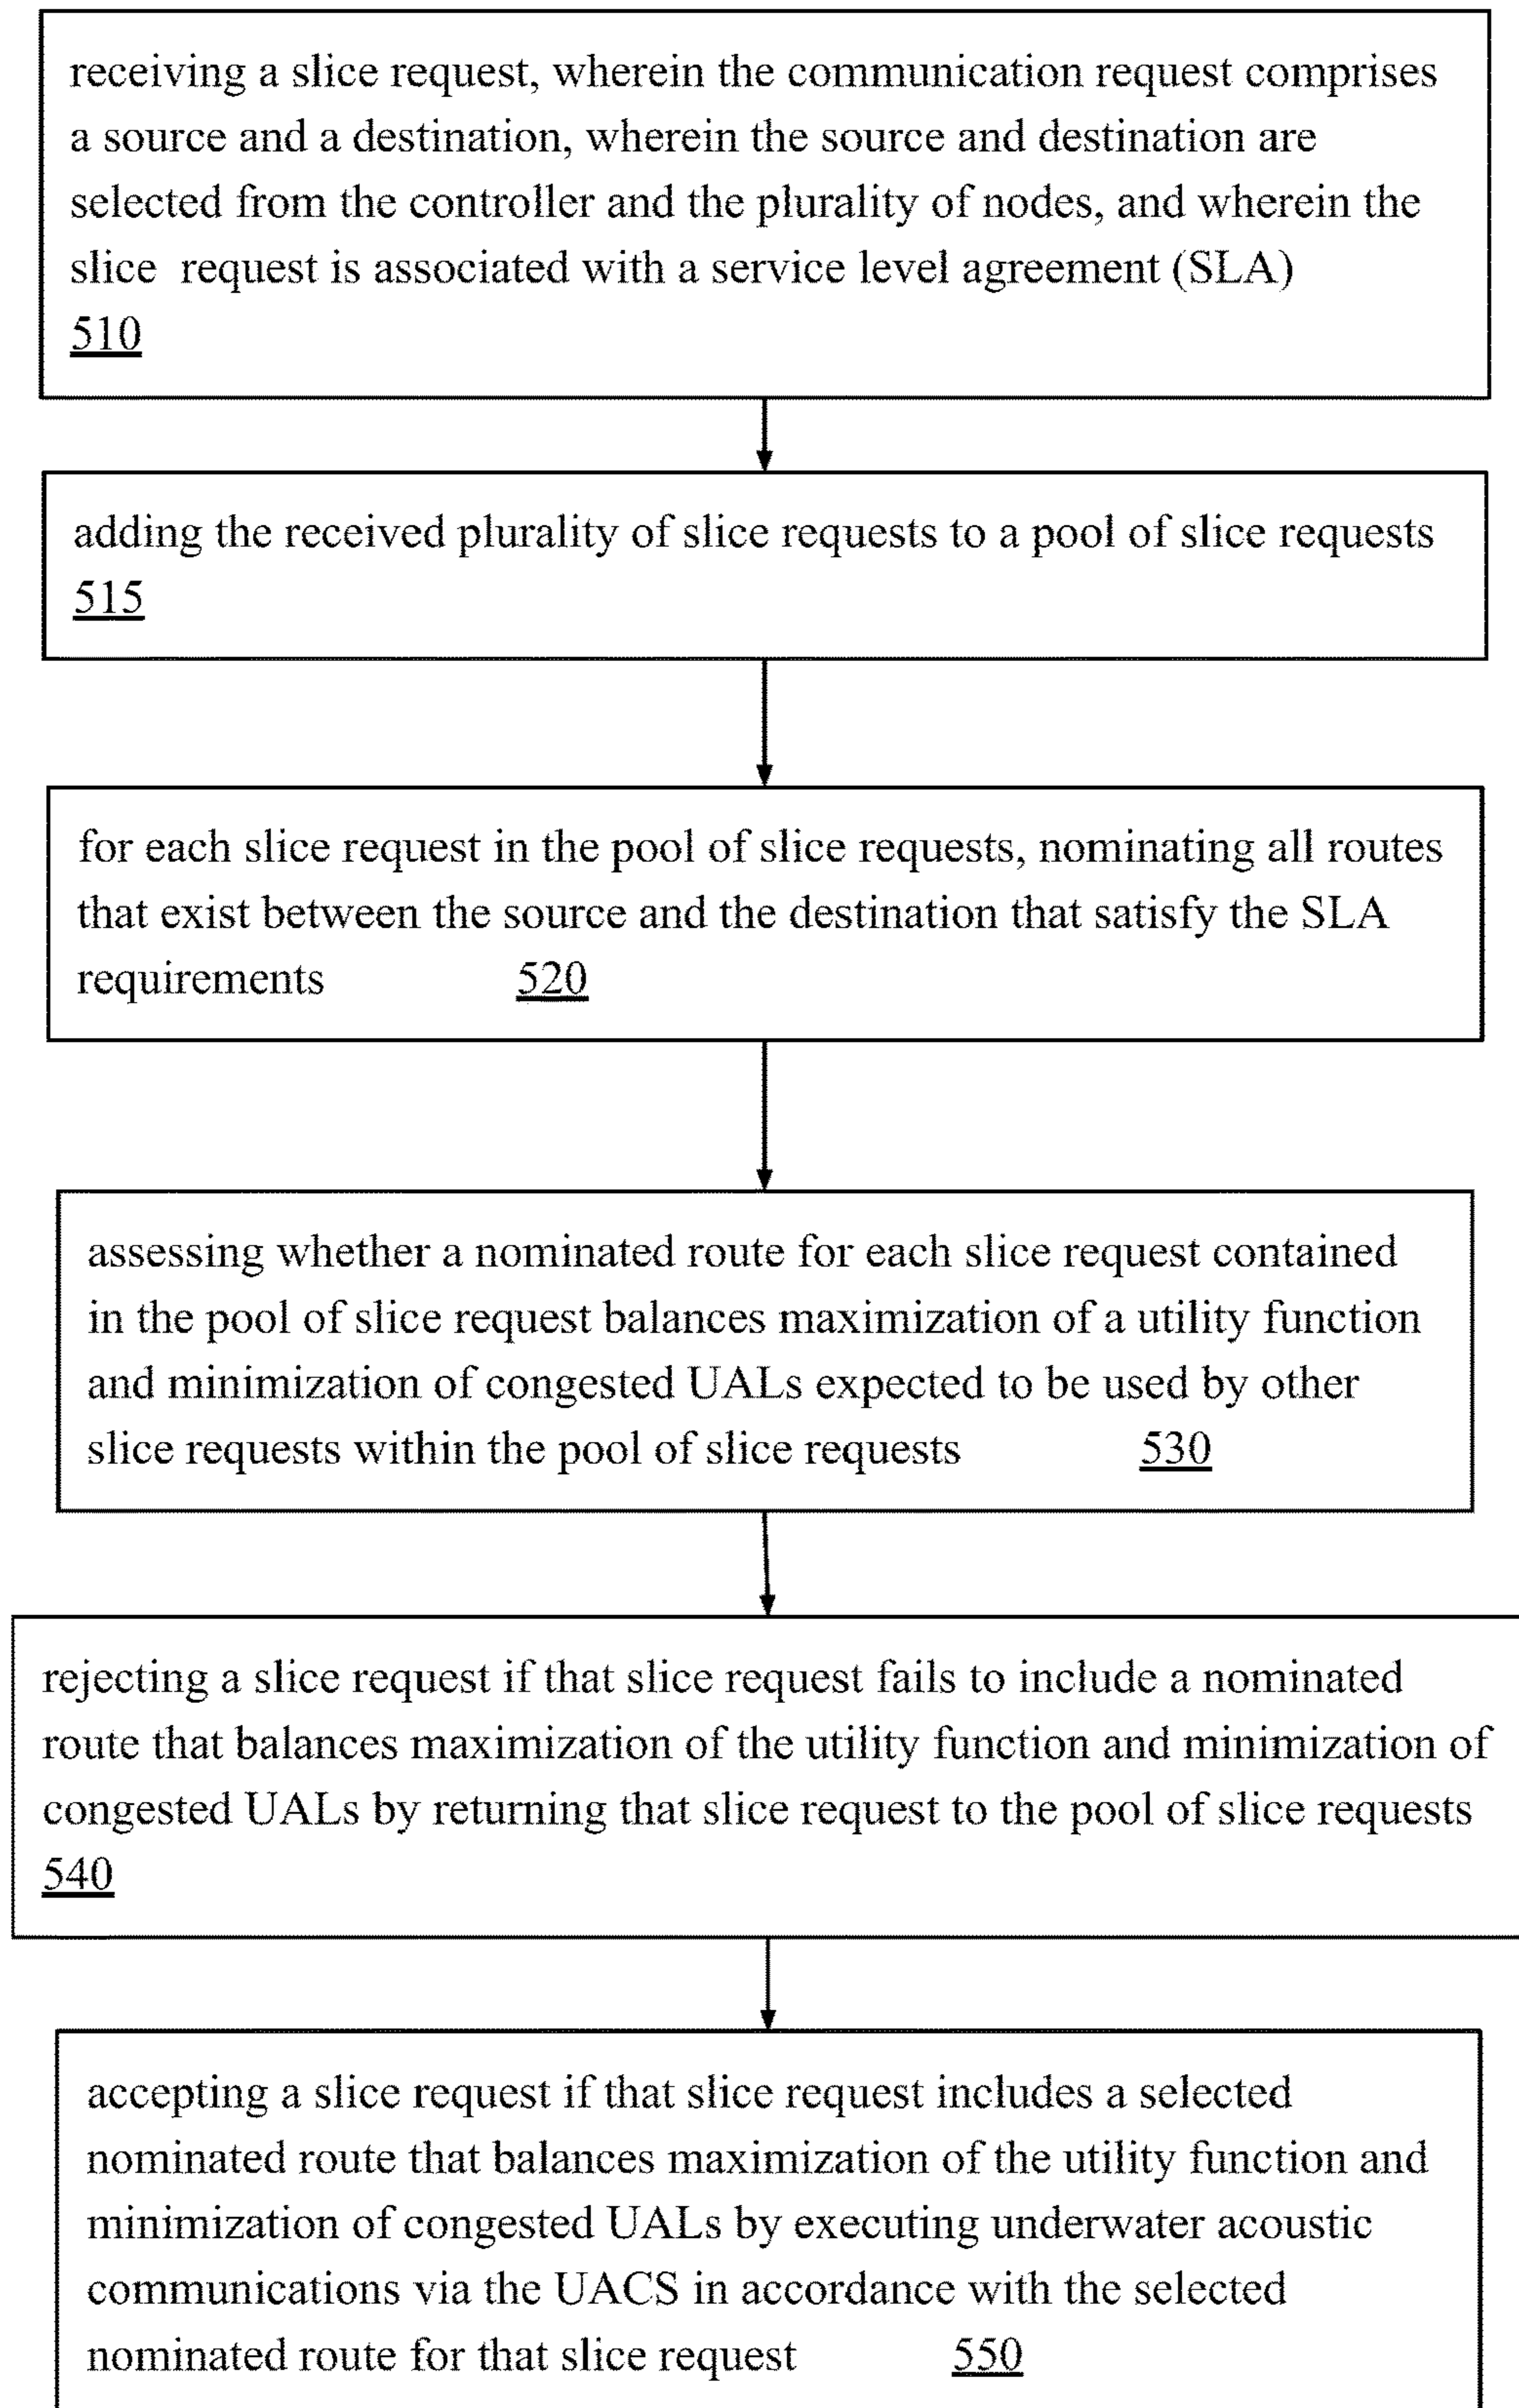 receiving a slice request, wherein the communication request comprises
a source and a destination, wherein the source and destination are
selected from the controller and the plurality of nodes, and wherein the
slice request is associated with a service level agreement (SLA)
510
adding the received plurality of slice requests to a pool of slice requests
515
for each slice request in the pool of slice requests, nominating all routes
that exist between the source and the destination that satisfy the SLA
requirements 520
assessing whether a nominated route for each slice request contained
in the pool of slice request balances maximization of a utility function
and minimization of congested UALs expected to be used by other
slice requests within the pool of slice requests 530
rejecting a slice request if that slice request fails to include a nominated
route that balances maximization of the utility function and minimization of
congested UALs by returning that slice request to the pool of slice requests
540
accepting a slice request if that slice request includes a selected
nominated route that balances maximization of the utility function and
minimization of congested UALs by executing underwater acoustic
communications via the UACS in accordance with the selected
nominated route for that slice request 550